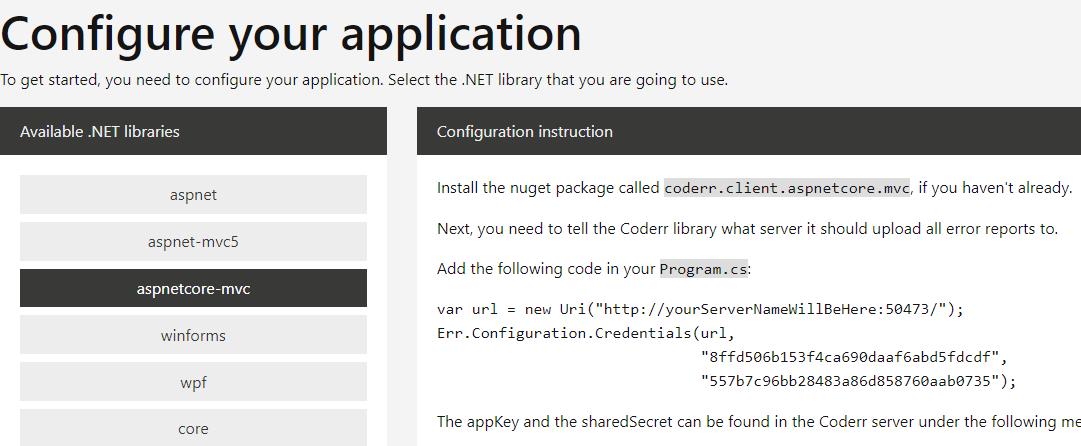 Configure your application
To get started, you need to configure your application. Select the .NET library that you are going to use.
Available .NET libraries
aspnet
aspnet-mvc5
aspnetcore-mvc
winforms
wpf
core
Configuration instruction
Install the nuget package called coderr.client.aspnetcore.mvc, if you haven't already.
Next, you need to tell the Coderr library what server it should upload all error reports to.
Add the following code in your Program.cs:
var url = new Uri("http://yourServerNameWillBeHere:50473/");
Err.Configuration.Credentials(url,
"8ffd506b153f4ca690daaf6abd5fdcdf",
"557b7c96bb28483a86d858760aab0735");
The appKey and the sharedSecret can be found in the Coderr server under the following me